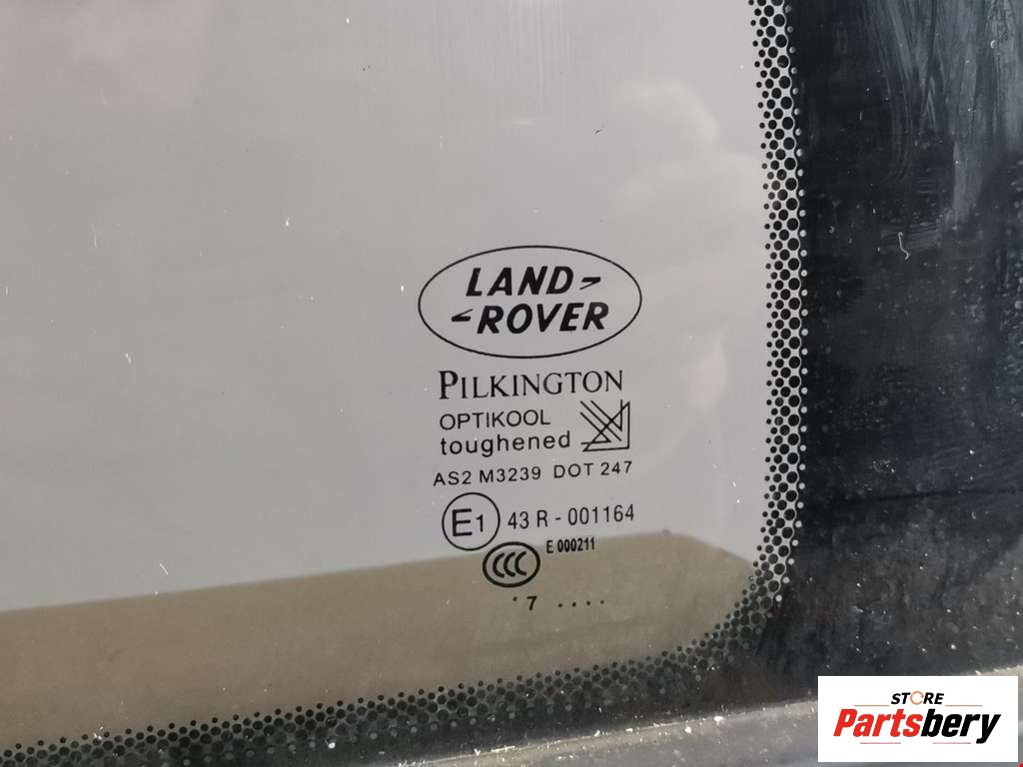 LAND
ROVER
PILKINGTON
OPTIKOOL
toughened
AS2 M3239 DOT 247
E1 43 R - 001164
E 000211
CCC
. 7 ....
STORE
Partsbery